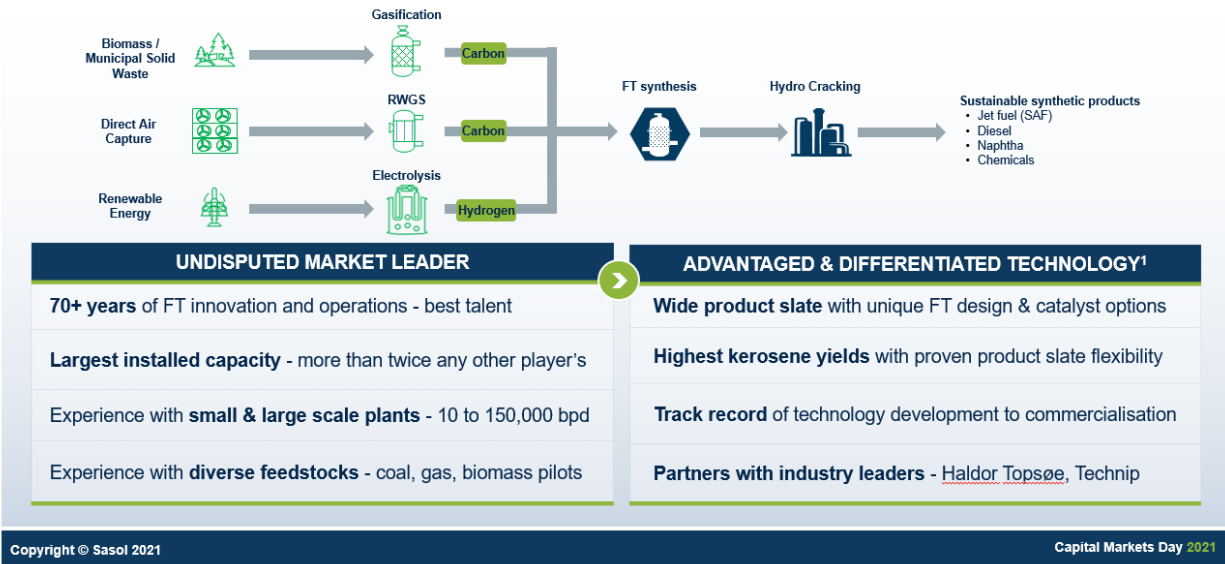 Gasification
Biomass /
Municipal Solid
Waste
Carbon
RWGS
Direct Air
Capture
Carbon
FT synthesis
Hydro Cracking
Sustainable synthetic products
• Jet fuel (SAF)
• Diesel
• Naphtha
• Chemicals
Electrolysis
Renewable
Energy
Hydrogen
UNDISPUTED MARKET LEADER
70+ years of FT innovation and operations - best talent
Largest installed capacity - more than twice any other player’s
Experience with small & large scale plants - 10 to 150,000 bpd
Experience with diverse feedstocks - coal, gas, biomass pilots
ADVANTAGED & DIFFERENTIATED TECHNOLOGY¹
Wide product slate with unique FT design & catalyst options
Highest kerosene yields with proven product slate flexibility
Track record of technology development to commercialisation
Partners with industry leaders - Haldor Topsøe, Technip
Copyright © Sasol 2021
Capital Markets Day 2021